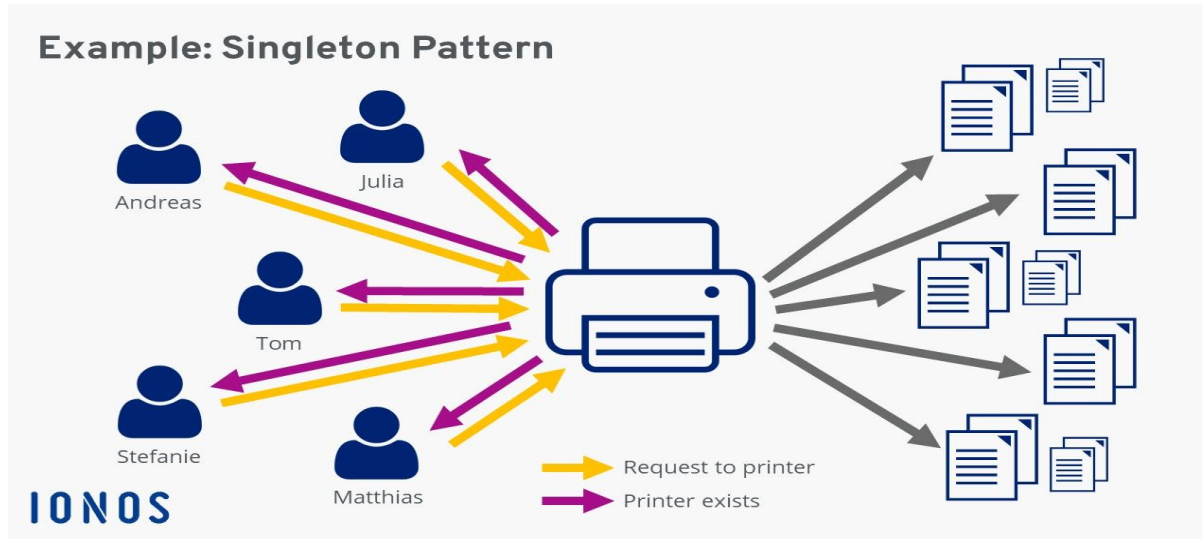 Example: Singleton Pattern
Julia
Andreas
Tom
Stefanie
Matthias
Request to printer
Printer exists
IONOS